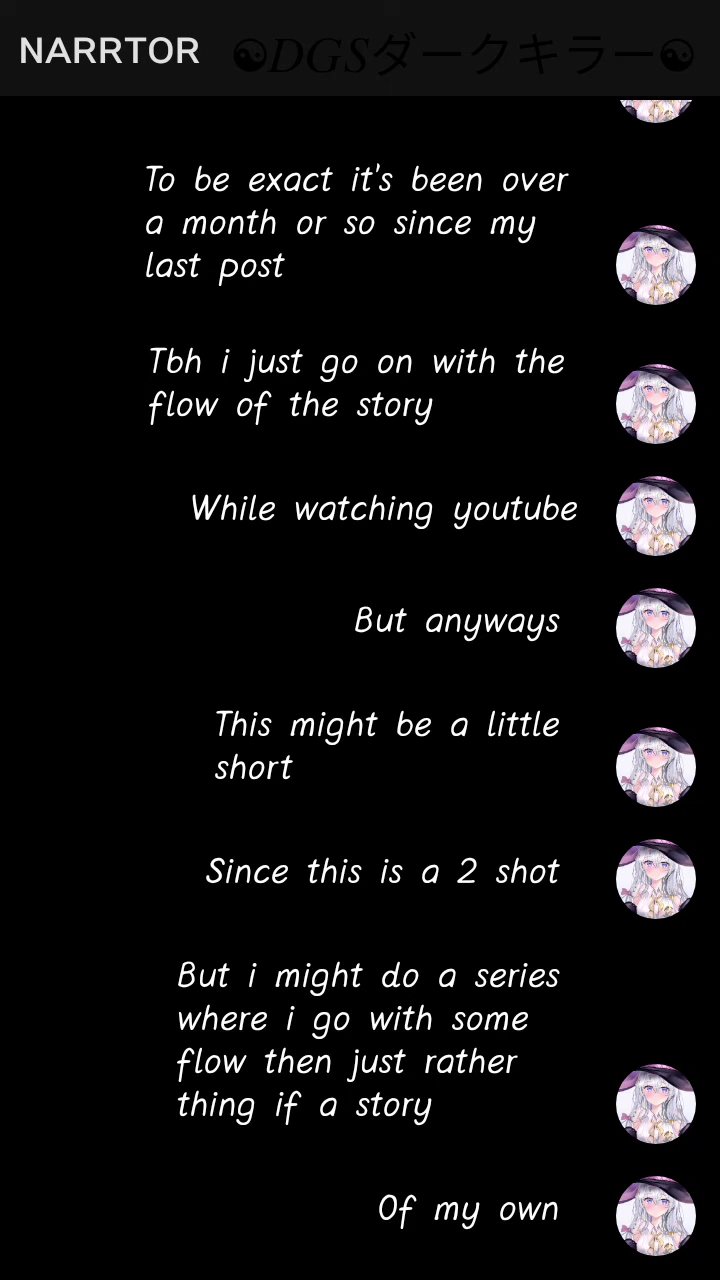 NARRTOR ☯DGSダークキラー☯
To be exact it's been over
a month or so since my
last post
Tbh i just go on with the
flow of the story
While watching youtube
But anyways
This might be a little
short
Since this is a 2 shot
But i might do a series
where i go with some
flow then just rather
thing if a story
Of my own